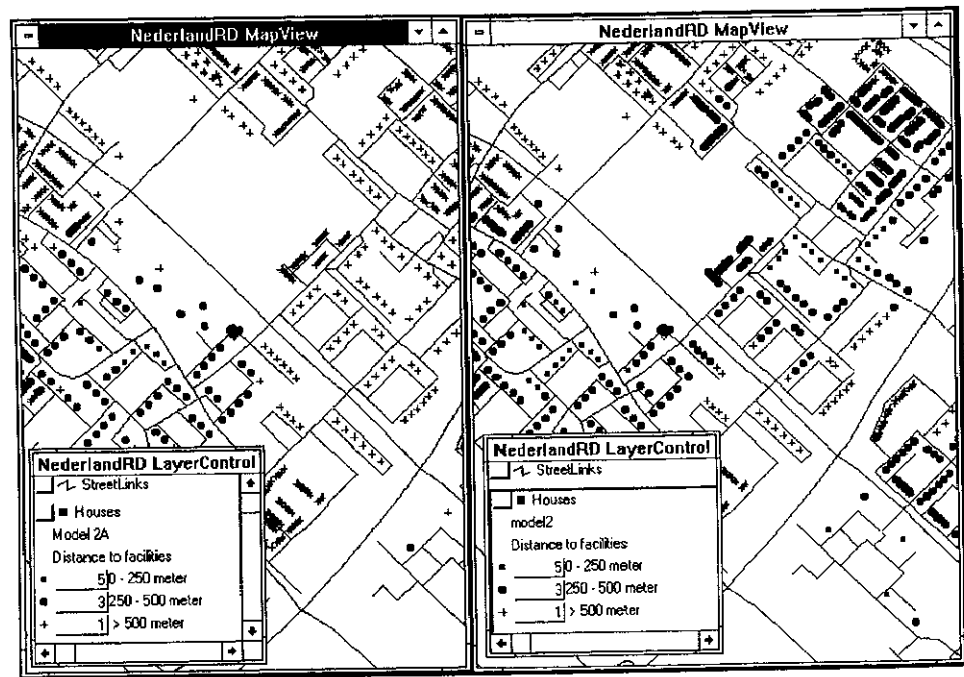 NederlandRD MapView
NederlandRD LayerControl
StreetLinks
Houses
Model 2A
Distance to facilities
5 0 - 250 meter
3 250 - 500 meter
1 > 500 meter
NederlandRD MapView
NederlandRD LayerControl
StreetLinks
Houses
model2
Distance to facilities
5 0 - 250 meter
3 250 - 500 meter
1 > 500 meter